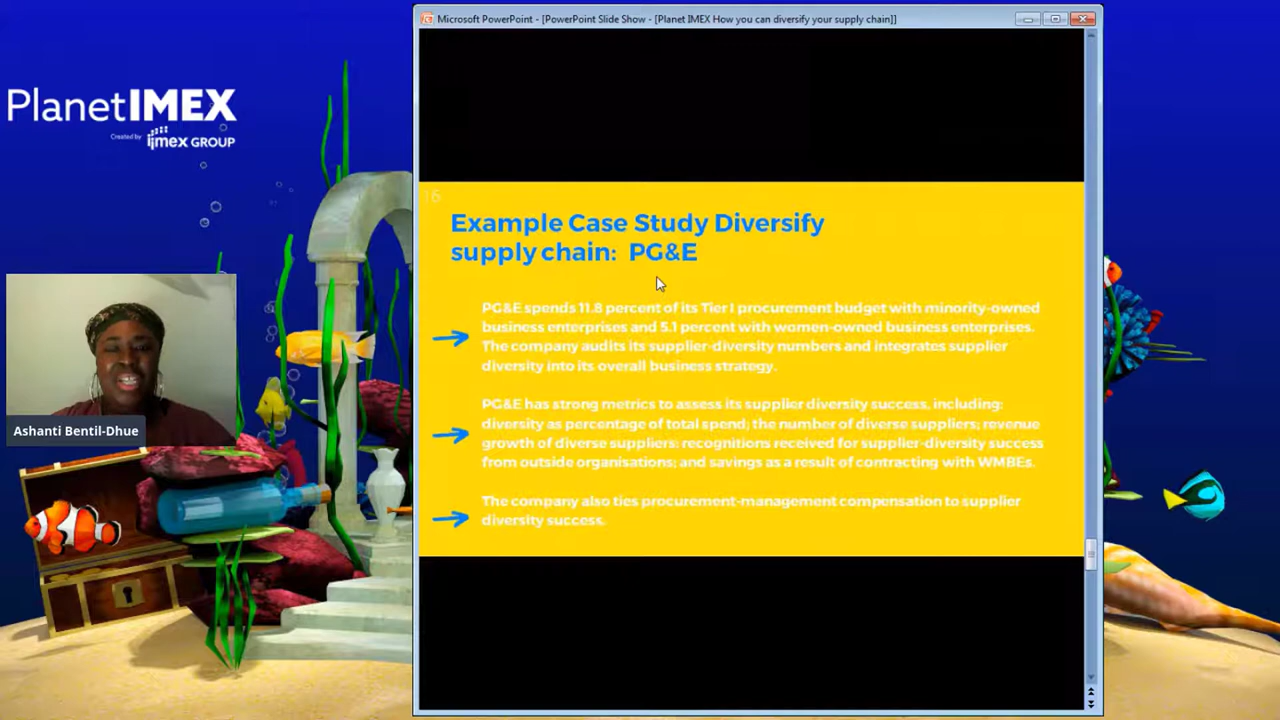 Microsoft PowerPoint - [PowerPoint Slide Show - [Planet IMEX How you can diversify your supply chain]]
PlanetIMEX
Created by imex GROUP
16
Example Case Study Diversify
supply chain: PG&E
PG&E spends 11.8 percent of its Tier I procurement budget with minority-owned
business enterprises and 5.1 percent with women-owned business enterprises.
The company audits its supplier-diversity numbers and integrates supplier
diversity into its overall business strategy.
PG&E has strong metrics to assess its supplier diversity success, including:
diversity as percentage of total spend; the number of diverse suppliers; revenue
growth of diverse suppliers; recognitions received for supplier-diversity success
from outside organisations; and savings as a result of contracting with WMBEs.
The company also ties procurement-management compensation to supplier
diversity success.
Ashanti Bentil-Dhue